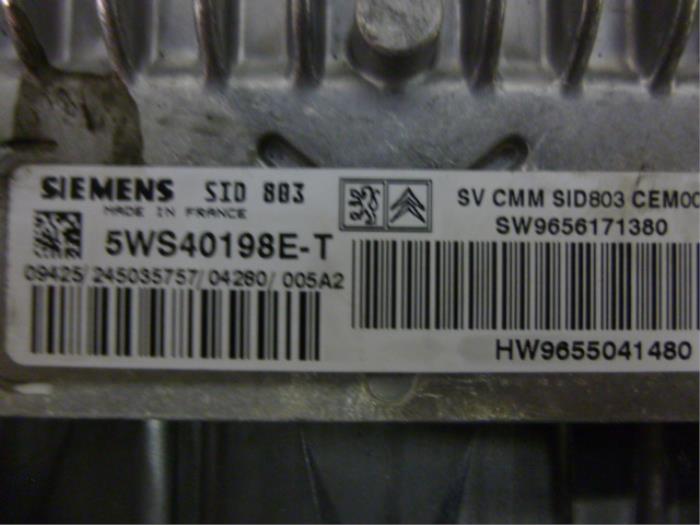 SIEMENS SID 803
MADE IN FRANCE
5WS40198E-T
09425/245035757/04280/005A2
SV CMM SID803 CEM00
SW9656171380
HW9655041480